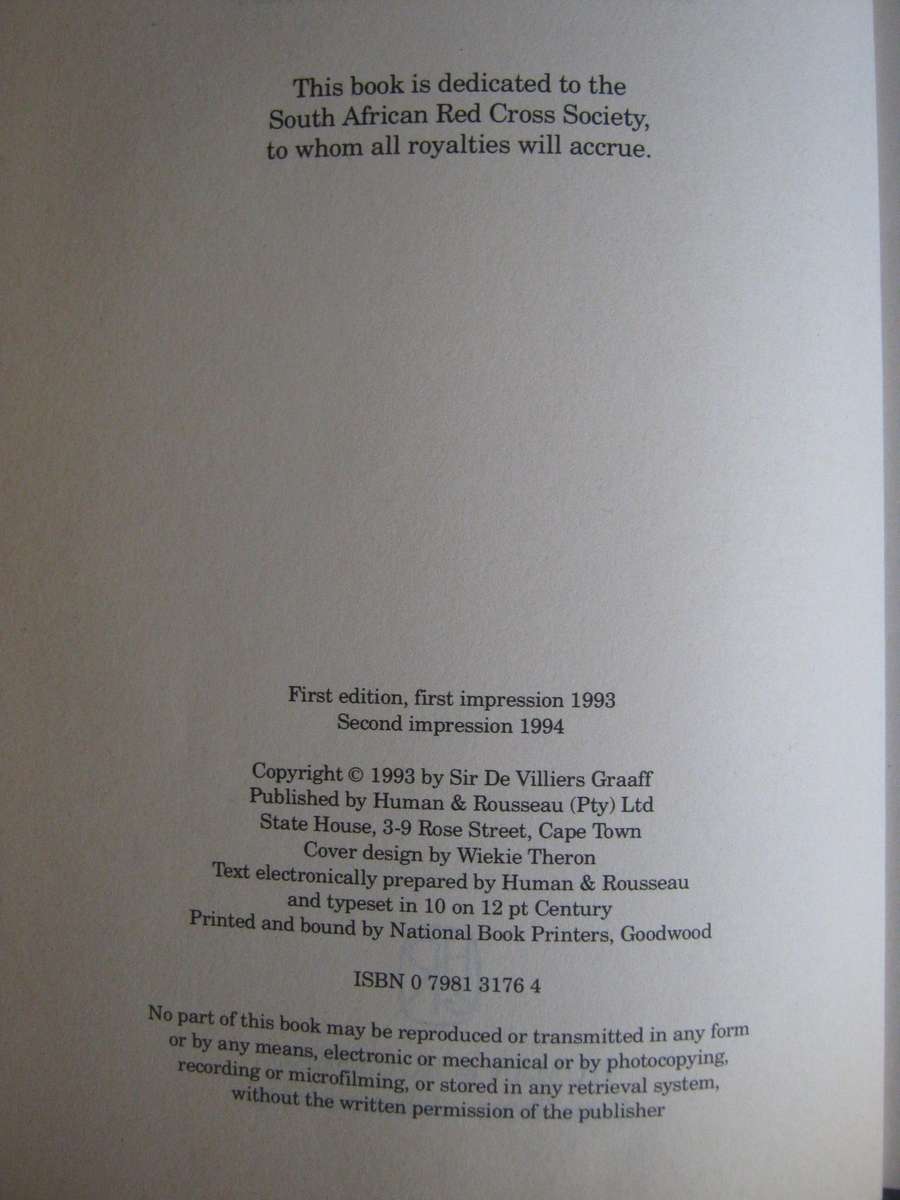 This book is dedicated to the
South African Red Cross Society,
to whom all royalties will accrue.
First edition, first impression 1993
Second impression 1994
Copyright © 1993 by Sir De Villiers Graaff
Published by Human & Rousseau (Pty) Ltd
State House, 3-9 Rose Street, Cape Town
Cover design by Wiekie Theron
Text electronically prepared by Human & Rousseau
and typeset in 10 on 12 pt Century
Printed and bound by National Book Printers, Goodwood
ISBN 0 7981 3176 4
No part of this book may be reproduced or transmitted in any form
or by any means, electronic or mechanical or by photocopying,
recording or microfilming, or stored in any retrieval system,
without the written permission of the publisher